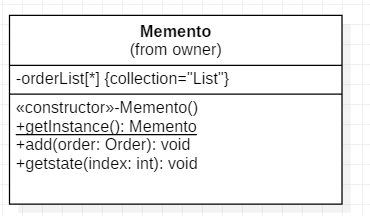 Memento
(from owner)
-orderList[*] {collection="List"}
«constructor»-Memento()
+getInstance(): Memento
+add(order: Order): void
+getstate(index: int): void